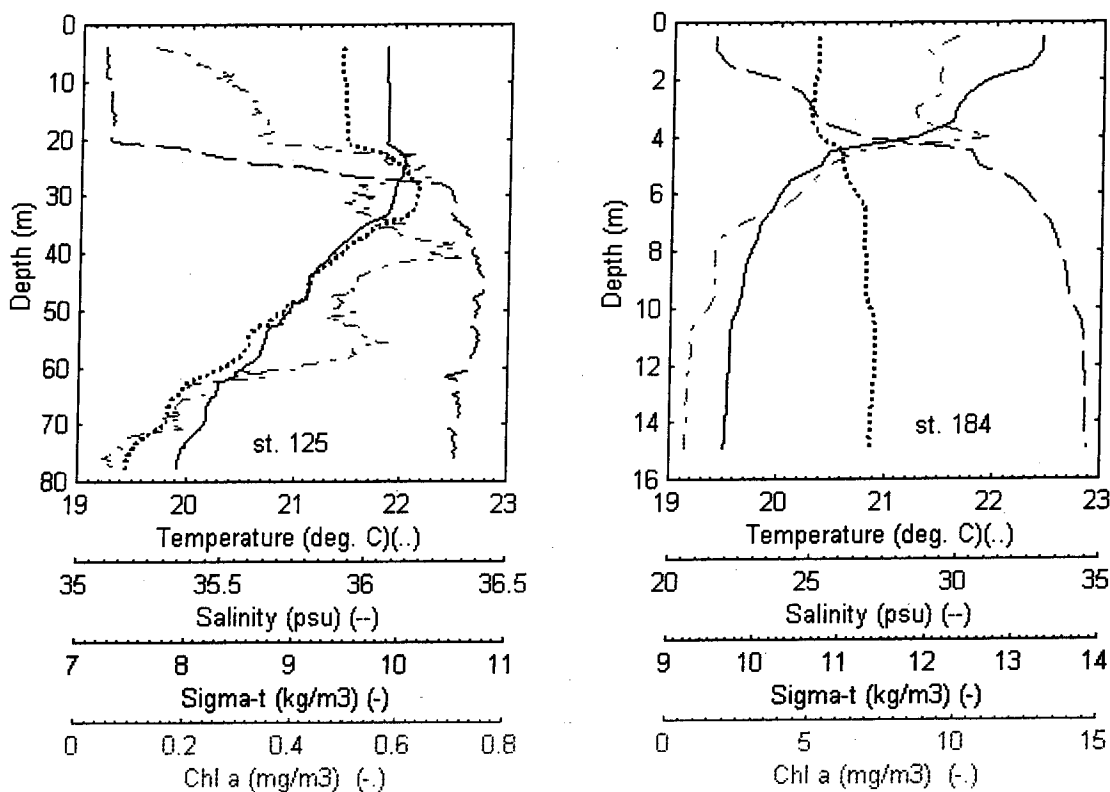 0
10
20
30
40
50
60
70
80
Depth (m)
st. 125
19 20 21 22 23
Temperature (deg. C)(..)
35 35.5 36 36.5
Salinity (psu) (--)
7 8 9 10 11
Sigma-t (kg/m3) (-)
0 0.2 0.4 0.6 0.8
Chl a (mg/m3) (-.)
0
2
4
6
8
10
12
14
16
Depth (m)
st. 184
19 20 21 22 23
Temperature (deg. C)(..)
20 25 30 35
Salinity (psu) (--)
9 10 11 12 13 14
Sigma-t (kg/m3) (-)
0 5 10 15
Chl a (mg/m3) (-.)